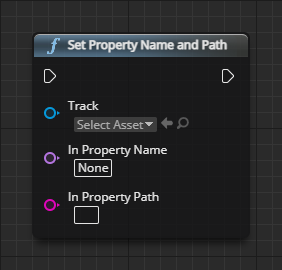 Set Property Name and Path
Track
Select Asset
In Property Name
None
In Property Path